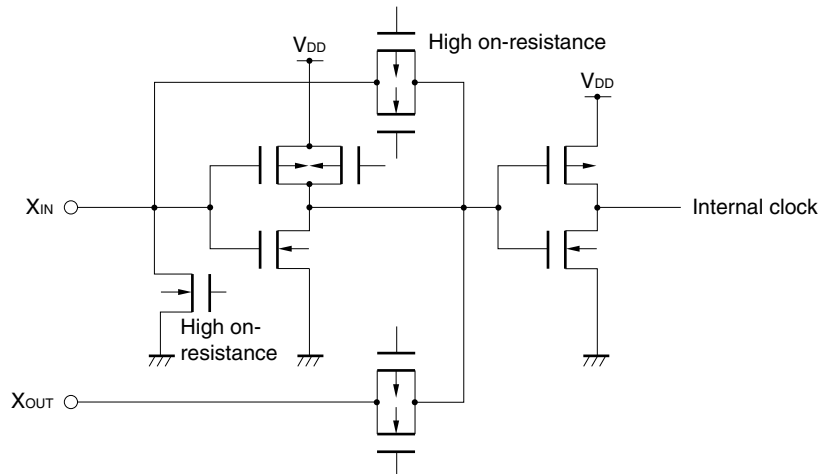 High on-resistance
VDD
VDD
XIN
Internal clock
High on-
resistance
XOUT